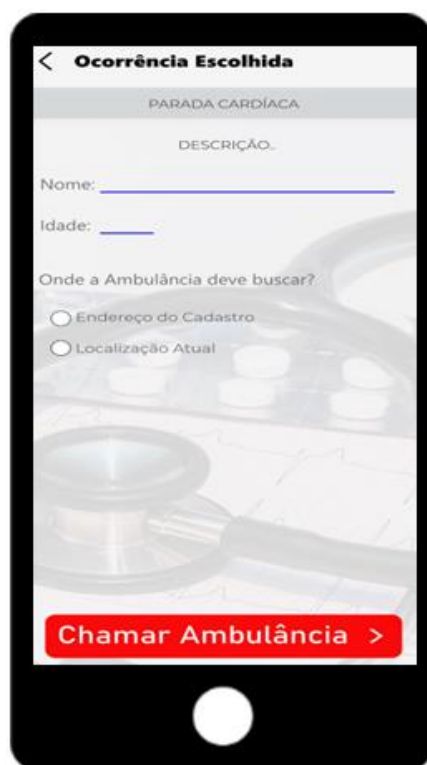 < Ocorrência Escolhida
PARADA CARDÍACA
DESCRIÇÃO..
Nome:
Idade:
Onde a Ambulância deve buscar?
Endereço do Cadastro
Localização Atual
Chamar Ambulância >